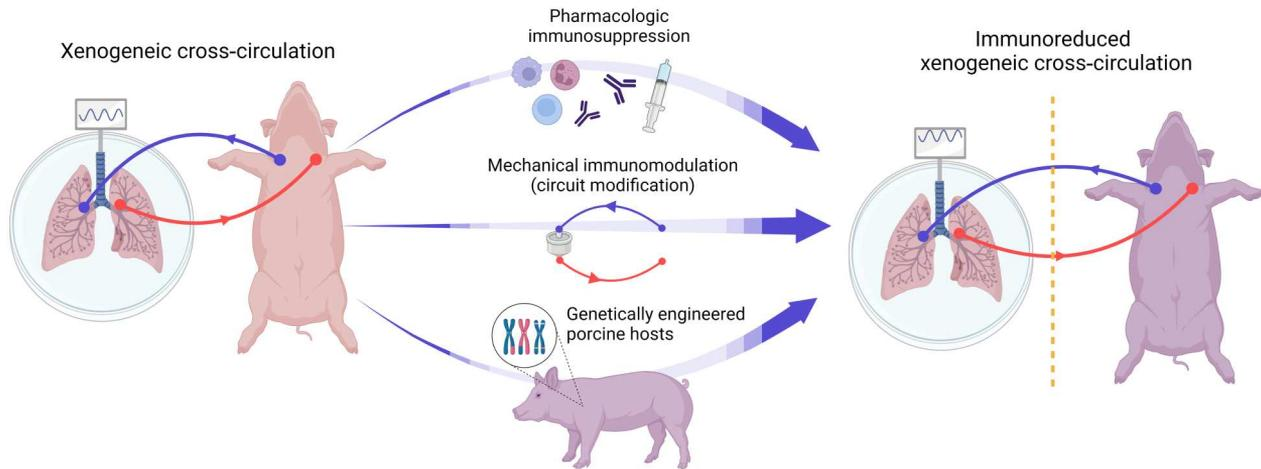 Xenogeneic cross-circulation
Pharmacologic
immunosuppression
Mechanical immunomodulation
(circuit modification)
Genetically engineered
porcine hosts
Immunoreduced
xenogeneic cross-circulation